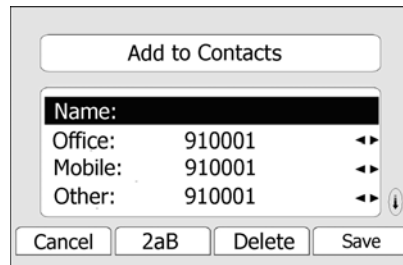 Add to Contacts
Name:
Office: 910001
Mobile: 910001
Other: 910001
Cancel 2aB Delete Save